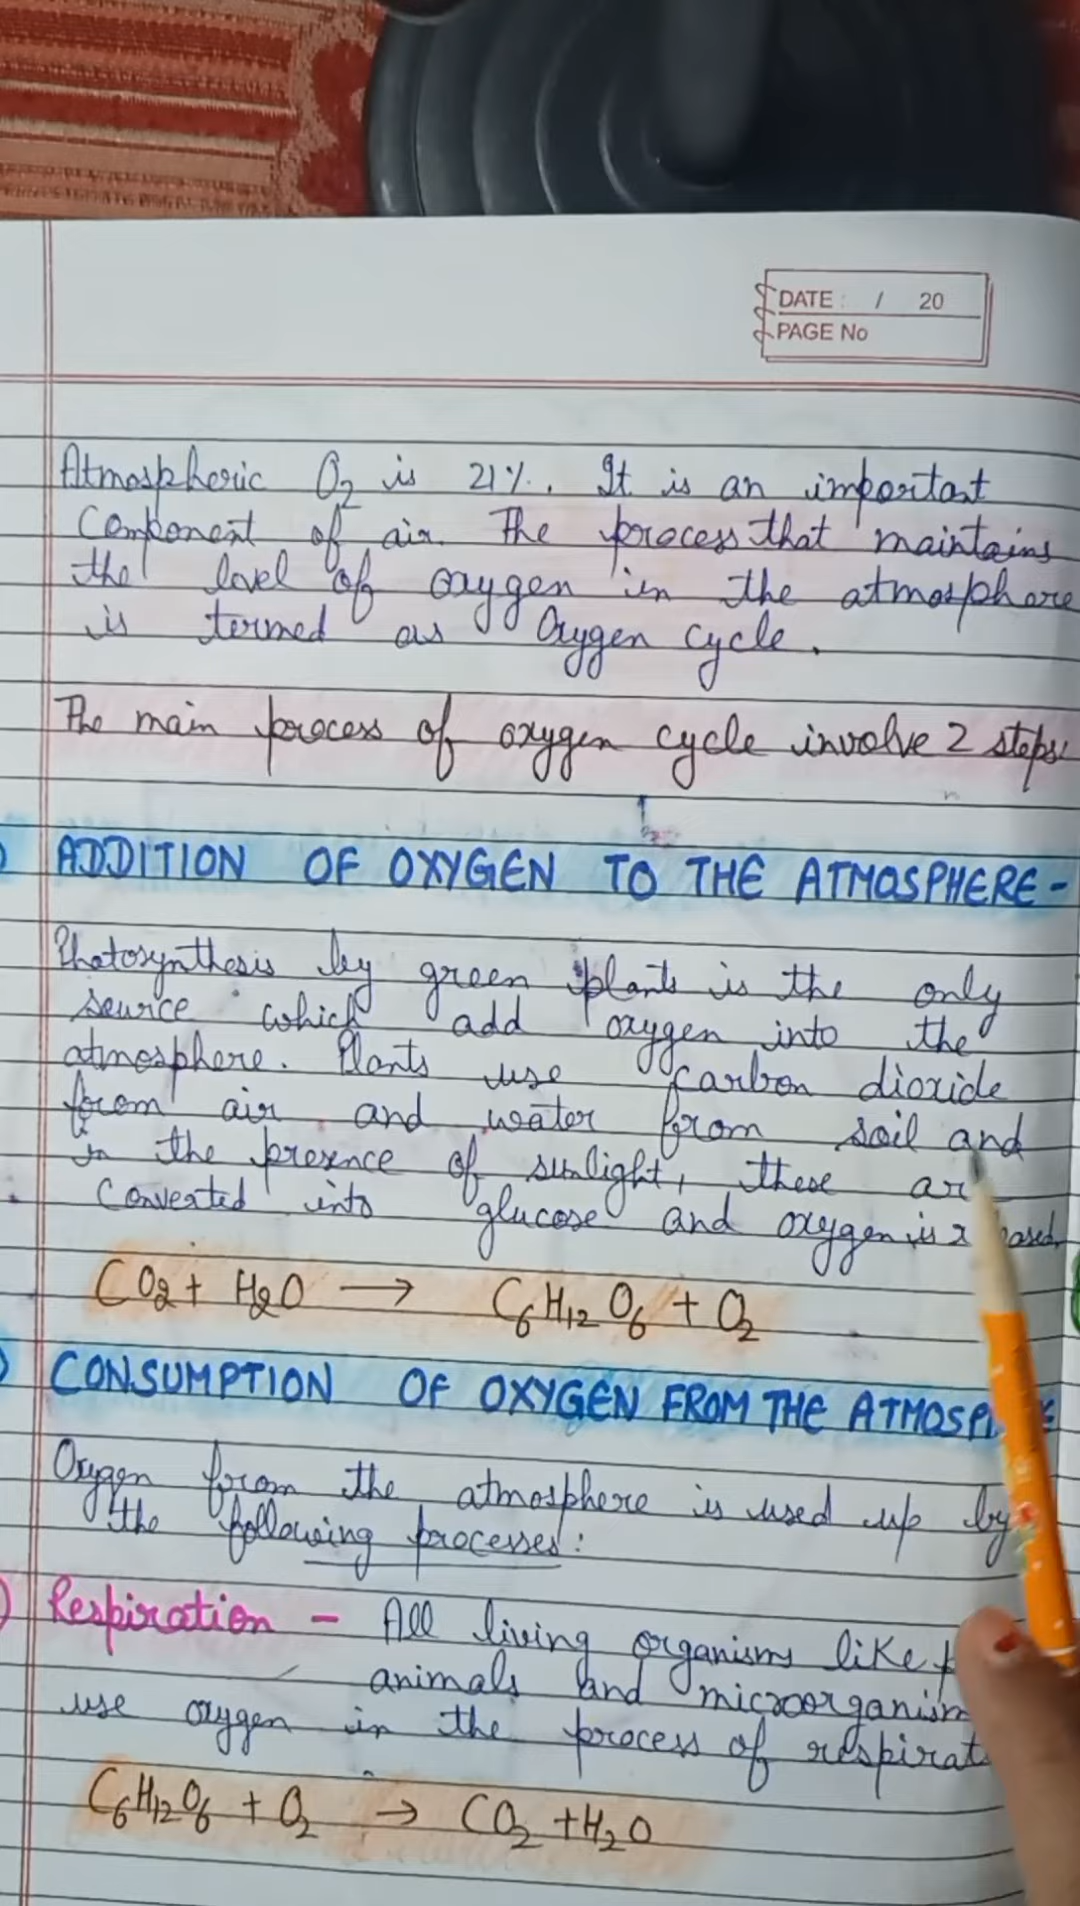 DATE : / 20
PAGE No
Atmospheric O₂ is 21%. It is an important
Component of air. The process that maintains
the level of oxygen in the atmosphere
is termed as Oxygen cycle.
The main process of oxygen cycle involve 2 steps:
ADDITION OF OXYGEN TO THE ATMOSPHERE -
Photosynthesis by green plants is the only
source which add oxygen into the
atmosphere. Plants use carbon dioxide
from air and water from soil and
in the presence of sunlight, these
Converted into glucose and oxygen is
CO₂ + H₂O → C₆H₁₂O₆ + O₂
CONSUMPTION OF OXYGEN FROM THE
Oxygen from the atmosphere is used up by
the following processes:
Respiration - All living organisms like
animals and
use oxygen in the process of
C₆H₁₂O₆ + O₂ → CO₂ + H₂O